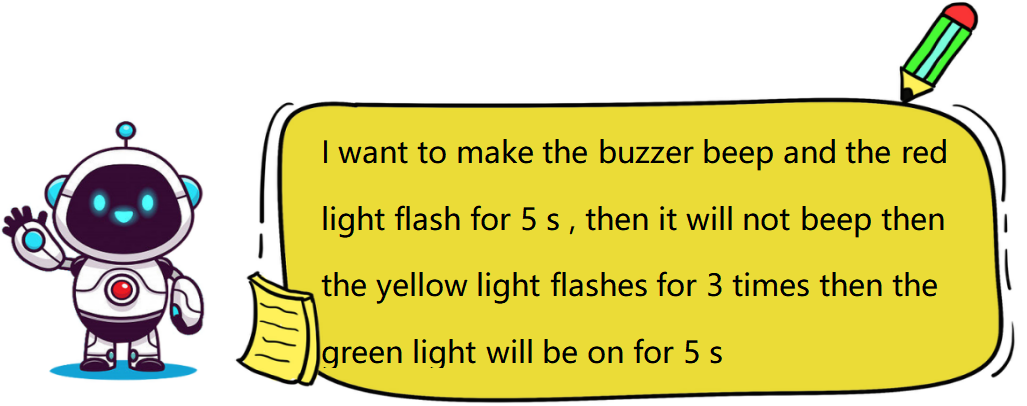 I want to make the buzzer beep and the red
light flash for 5 s , then it will not beep then
the yellow light flashes for 3 times then the
green light will be on for 5 s